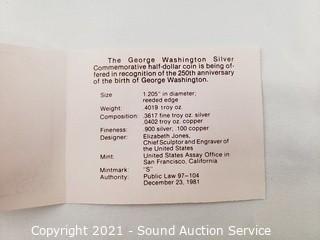 The George Washington Silver
Commemorative half-dollar coin is being of-
fered in recognition of the 250th anniversary
of the birth of George Washington.
Size 1.205" in diameter;
reeded edge
Weight: .4019 troy oz.
Composition: .3617 fine troy oz. silver
.0402 troy oz. copper
Fineness: .900 silver, .100 copper
Designer: Elizabeth Jones,
Chief Sculptor and Engraver of
the United States
Mint: United States Assay Office in
San Francisco, California
Mintmark: "S"
Authority: Public Law 97-104
December 23, 1981
Copyright 2021 - Sound Auction Service